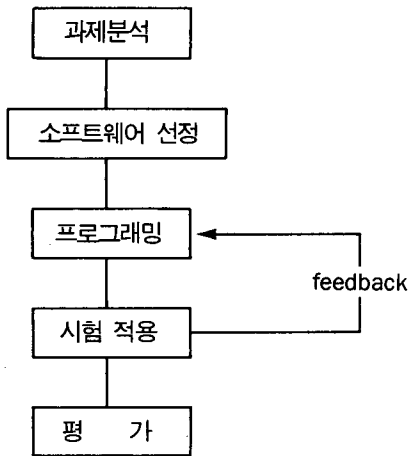 과제분석
소프트웨어 선정
프로그래밍
feedback
시험 적용
평 가